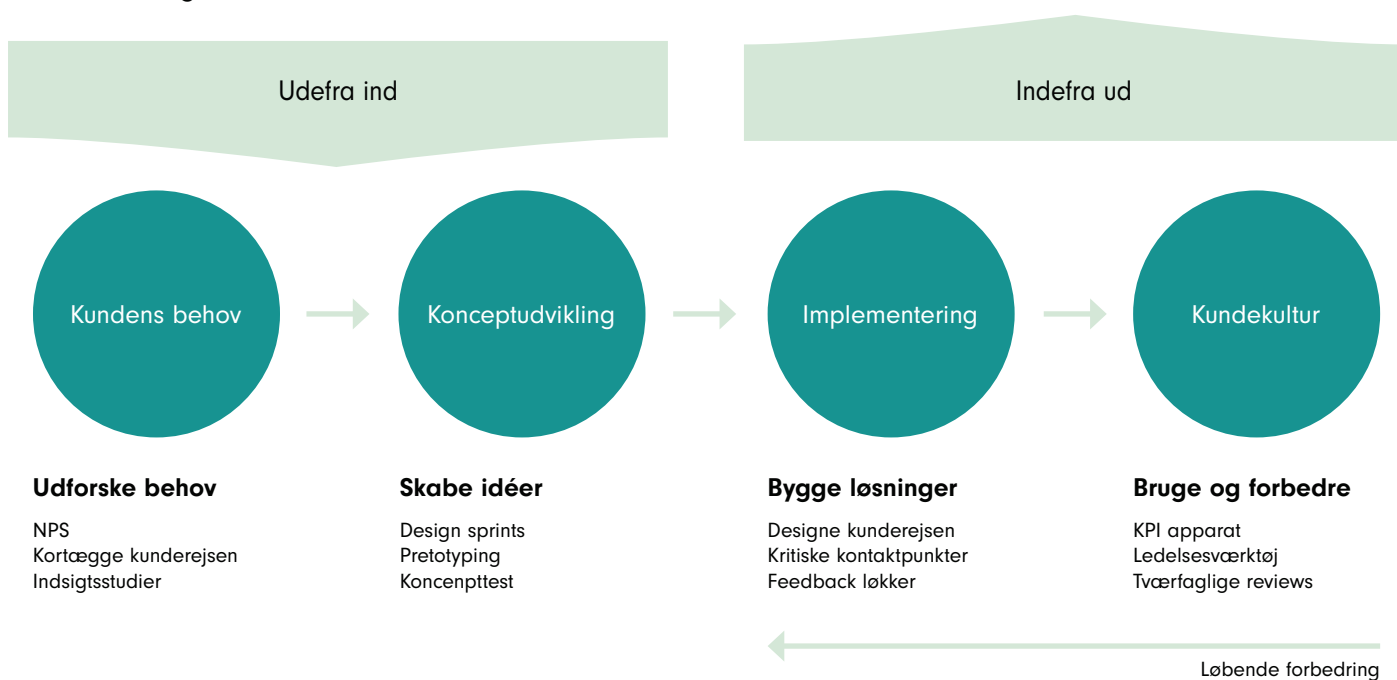 Udefra ind
Indefra ud
Kundens behov
Konceptudvikling
Implementering
Kundekultur
Udforske behov
NPS
Kortægge kunderejsen
Indsigtsstudier
Skabe idéer
Design sprints
Pretotyping
Koncenpttest
Bygge løsninger
Designe kunderejsen
Kritiske kontaktpunkter
Feedback løkker
Bruge og forbedre
KPI apparat
Ledelsesværktøj
Tværfaglige reviews
Løbende forbedring